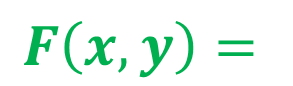 F(x, y) =